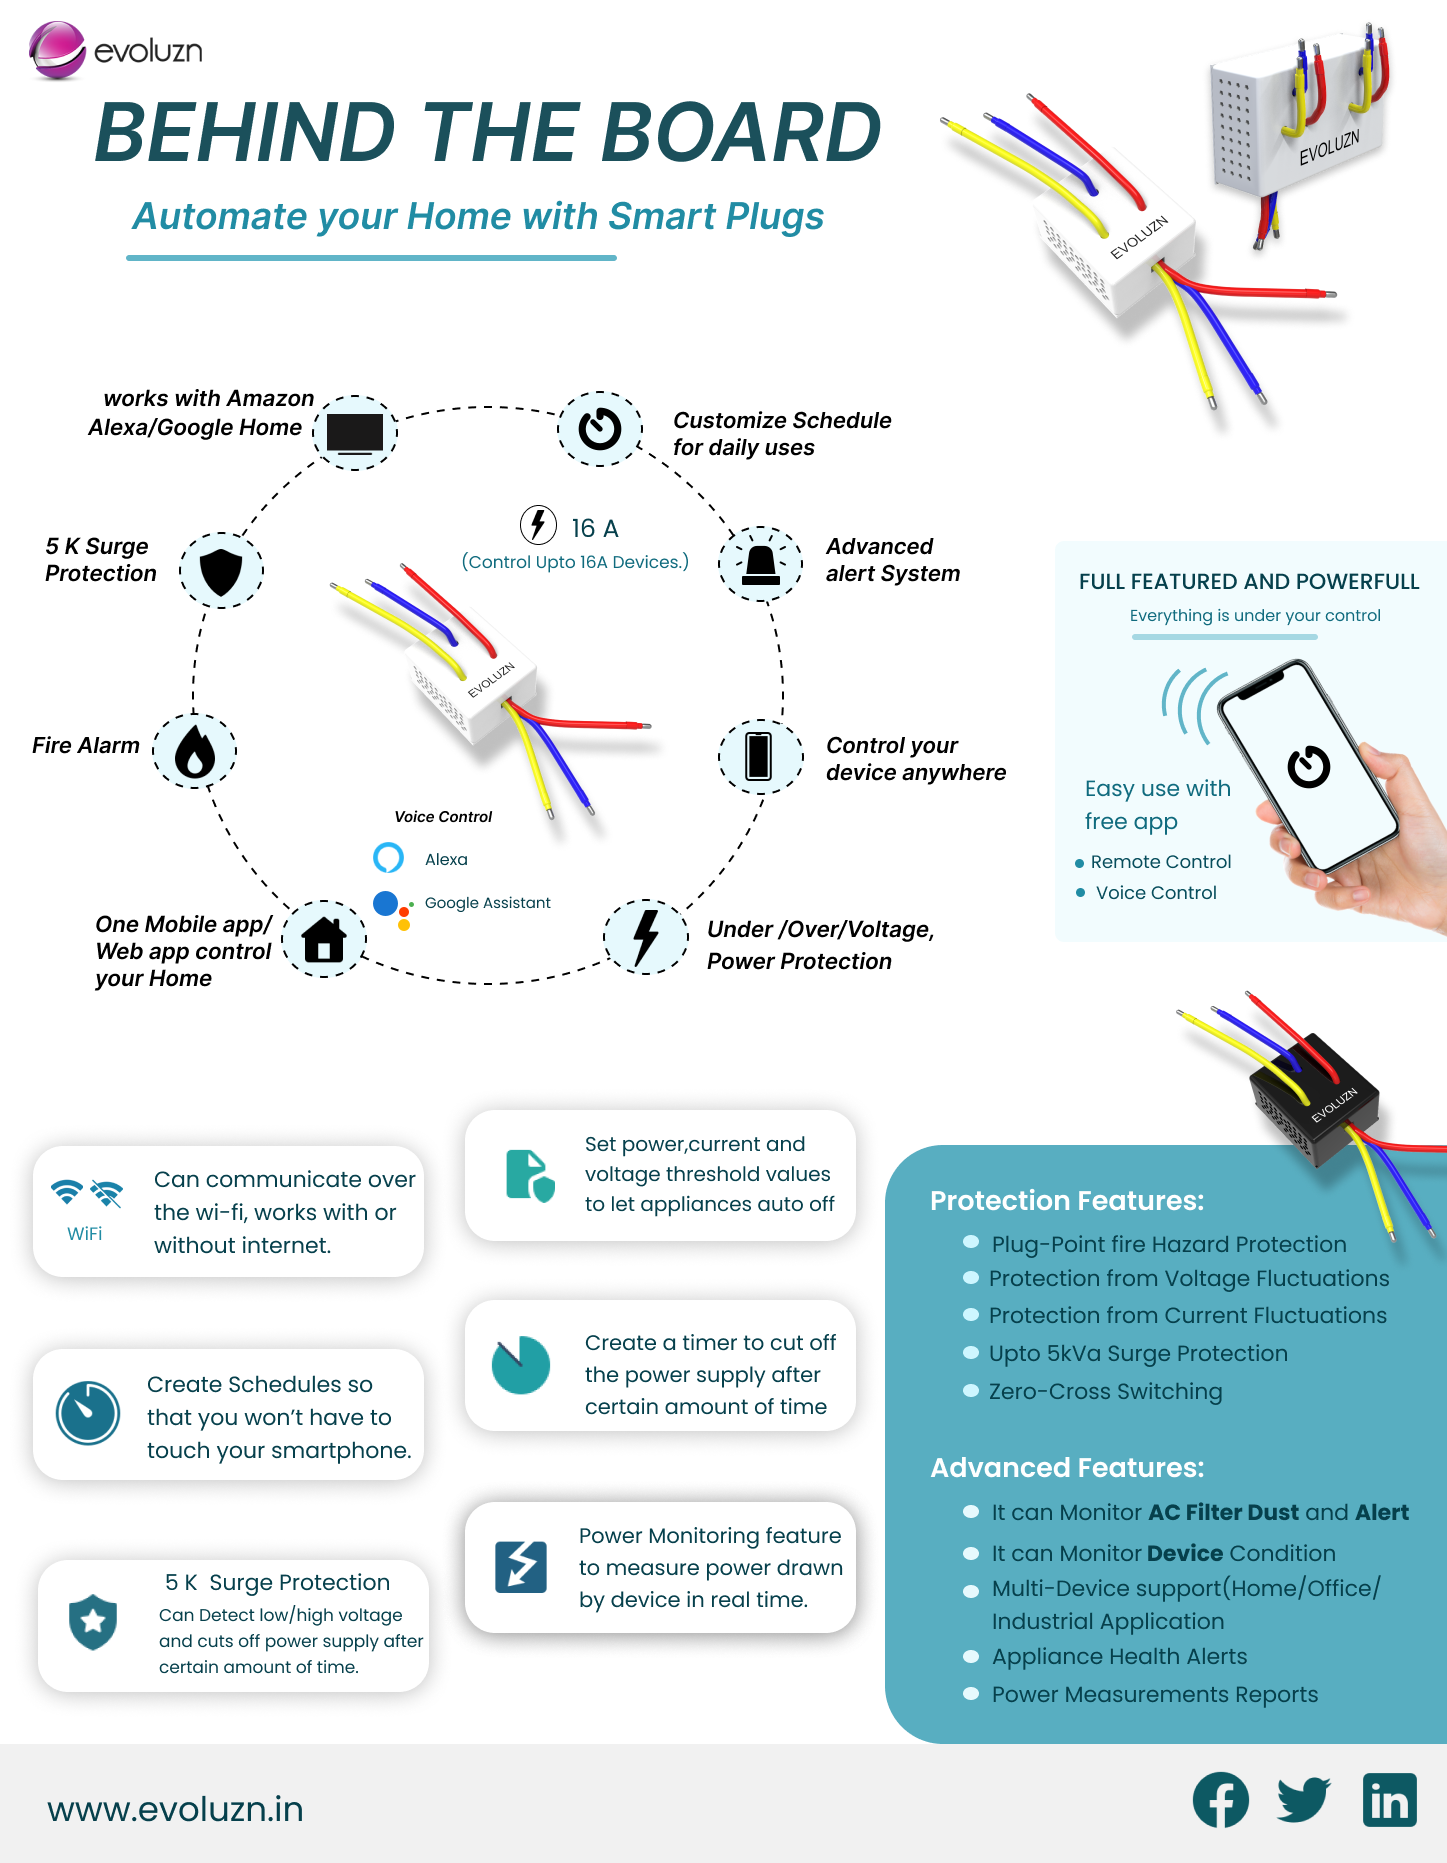 evoluzn
BEHIND THE BOARD
Automate your Home with Smart Plugs
EVOLUZN
EVOLUZN
works with Amazon
Alexa/Google Home
Customize Schedule
for daily uses
16 A
(Control Upto 16A Devices.)
5 K Surge
Protection
Advanced
alert System
EVOLUZN
Fire Alarm
Control your
device anywhere
Voice Control
Alexa
Google Assistant
One Mobile app/
Web app control
your Home
Under /Over/Voltage,
Power Protection
FULL FEATURED AND POWERFULL
Everything is under your control
Easy use with
free app
Remote Control
Voice Control
EVOLUZN
WiFi
Can communicate over
the wi-fi, works with or
without internet.
Set power,current and
voltage threshold values
to let appliances auto off
Create Schedules so
that you won't have to
touch your smartphone.
Create a timer to cut off
the power supply after
certain amount of time
5 K  Surge Protection
Can Detect low/high voltage
and cuts off power supply after
certain amount of time.
Power Monitoring feature
to measure power drawn
by device in real time.
Protection Features:
Plug-Point fire Hazard Protection
Protection from Voltage Fluctuations
Protection from Current Fluctuations
Upto 5kVa Surge Protection
Zero-Cross Switching
Advanced Features:
It can Monitor AC Filter Dust and Alert
It can Monitor Device Condition
Multi-Device support(Home/Office/
Industrial Application
Appliance Health Alerts
Power Measurements Reports
www.evoluzn.in